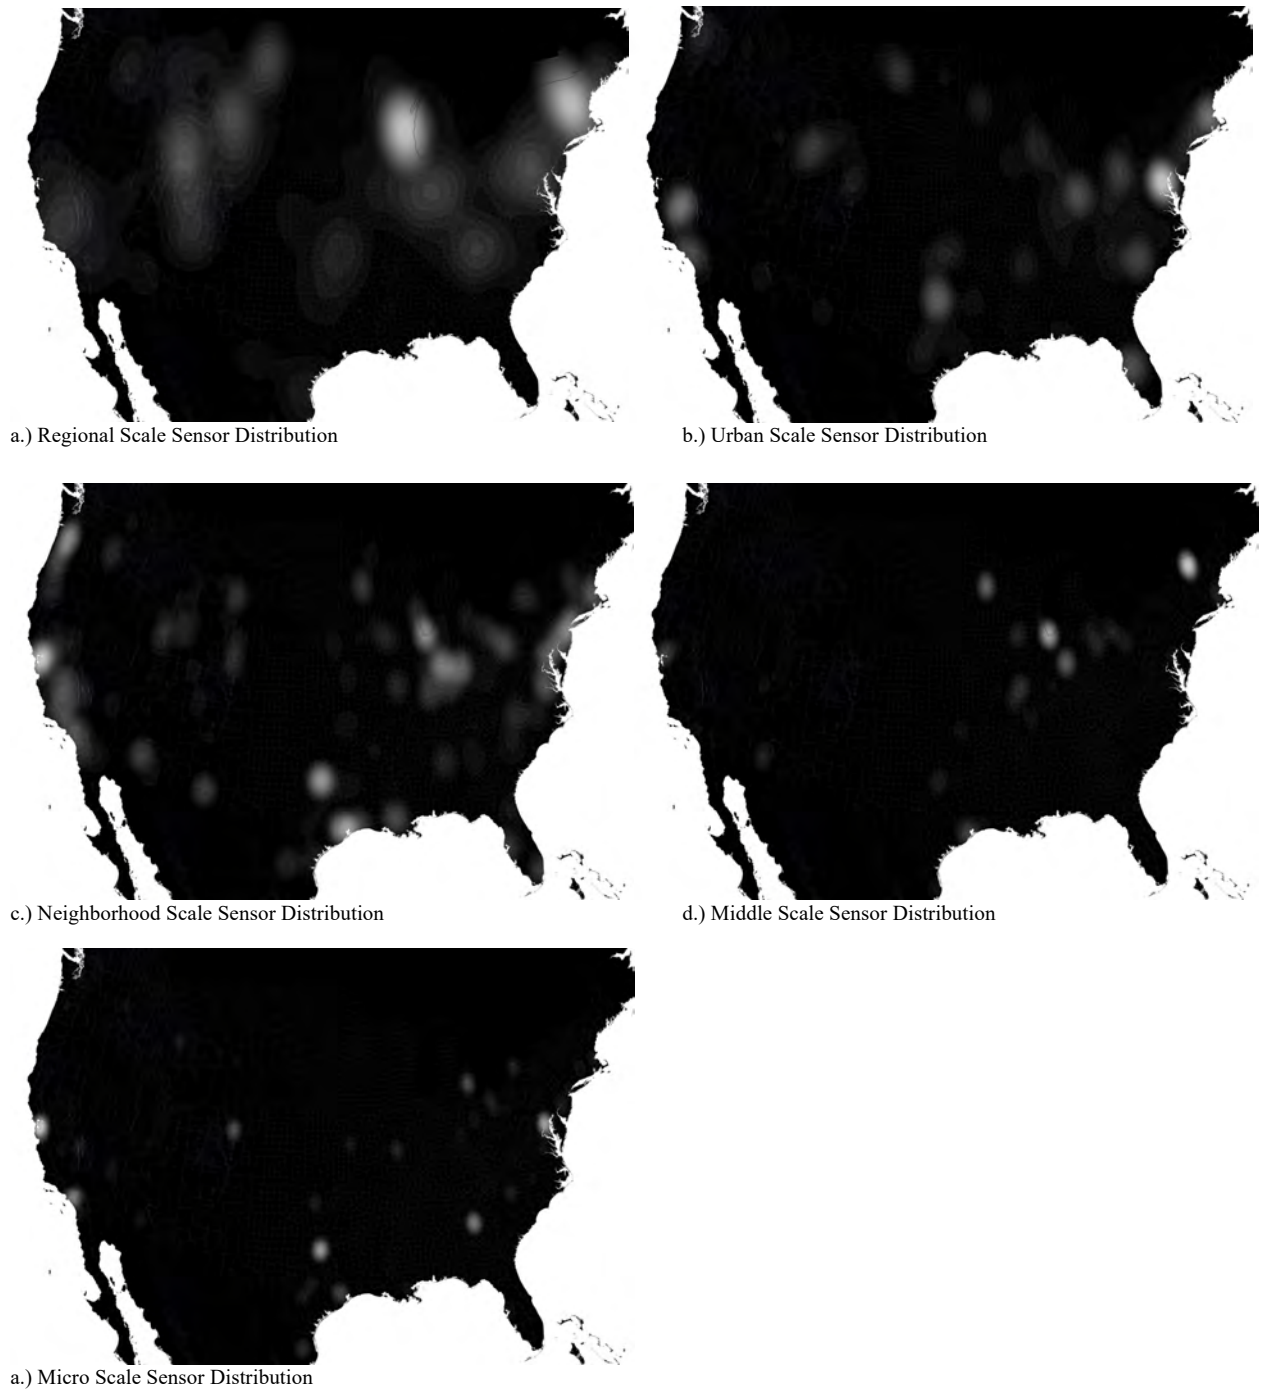 a.) Regional Scale Sensor Distribution
b.) Urban Scale Sensor Distribution
c.) Neighborhood Scale Sensor Distribution
d.) Middle Scale Sensor Distribution
a.) Micro Scale Sensor Distribution